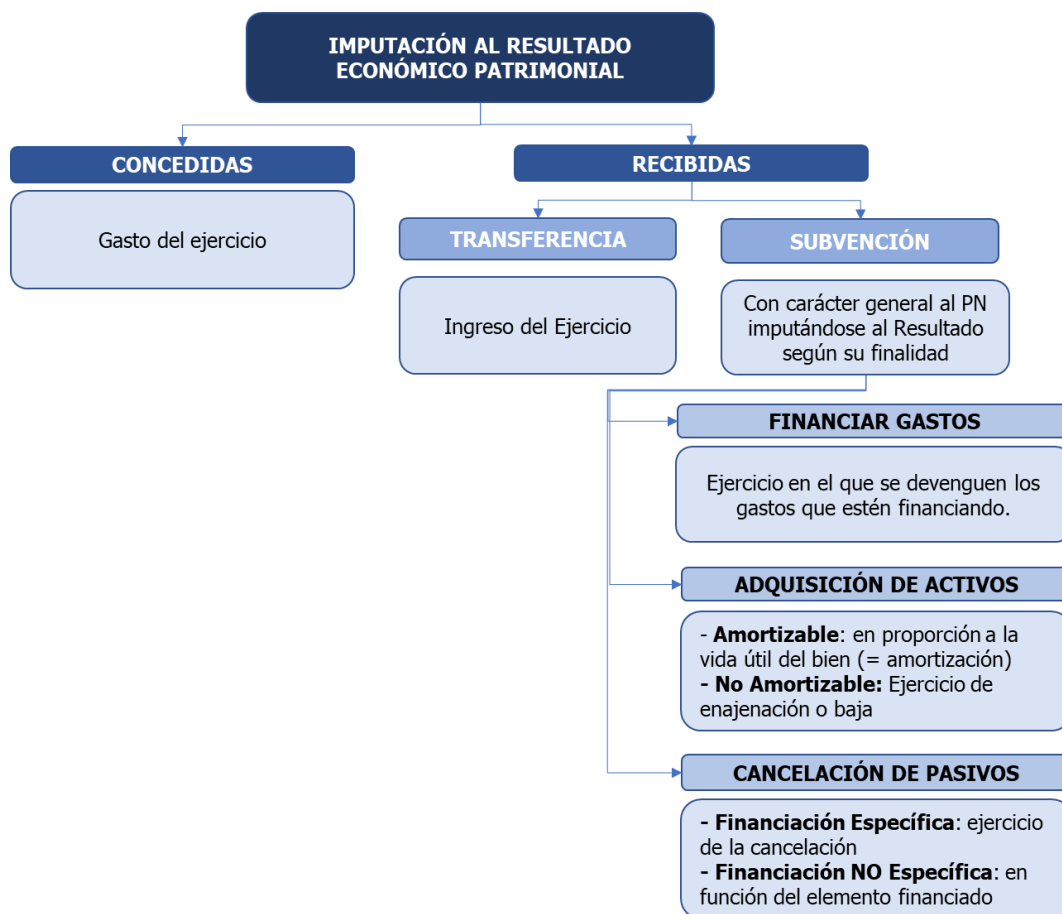 IMPUTACIÓN AL RESULTADO
ECONÓMICO PATRIMONIAL
CONCEDIDAS
RECIBIDAS
Gasto del ejercicio
TRANSFERENCIA
SUBVENCIÓN
Ingreso del Ejercicio
Con carácter general al PN
imputándose al Resultado
según su finalidad
FINANCIAR GASTOS
Ejercicio en el que se devenguen los
gastos que estén financiando.
ADQUISICIÓN DE ACTIVOS
- Amortizable: en proporción a la
vida útil del bien (= amortización)
- No Amortizable: Ejercicio de
enajenación o baja
CANCELACIÓN DE PASIVOS
- Financiación Específica: ejercicio
de la cancelación
- Financiación NO Específica: en
función del elemento financiado